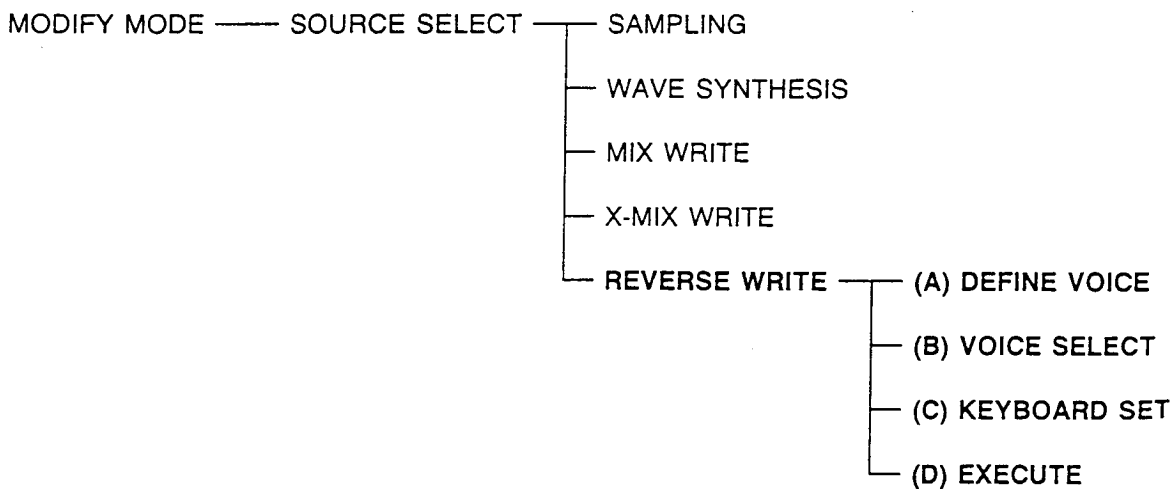 MODIFY MODE SOURCE SELECT SAMPLING
WAVE SYNTHESIS
MIX WRITE
X-MIX WRITE
REVERSE WRITE (A) DEFINE VOICE
(B) VOICE SELECT
(C) KEYBOARD SET
(D) EXECUTE